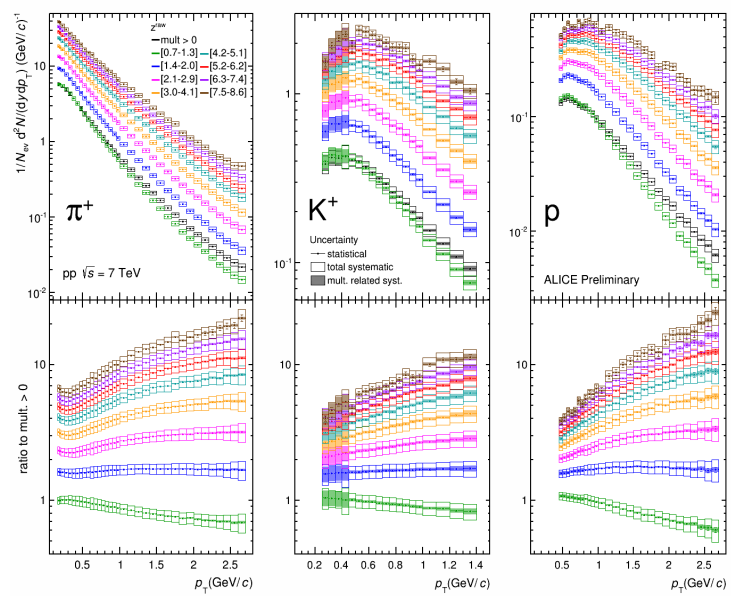 1/N_ev d²N/(dydp_T) (GeV/c)⁻¹
10
1
10⁻¹
10⁻²
z^raw
mult > 0
[0.7-1.3] [4.2-5.1]
[1.4-2.0] [5.2-6.2]
[2.1-2.9] [6.3-7.4]
[3.0-4.1] [7.5-8.6]
π⁺
pp √s = 7 TeV
1
10⁻¹
K⁺
Uncertainty
statistical
total systematic
mult. related syst.
10⁻¹
10⁻²
p
ALICE Preliminary
ratio to mult. > 0
10
1
0.5 1 1.5 2 2.5
p_T(GeV/c)
10
1
0.2 0.4 0.6 0.8 1 1.2 1.4
p_T(GeV/c)
10
1
0.5 1 1.5 2 2.5
p_T(GeV/c)